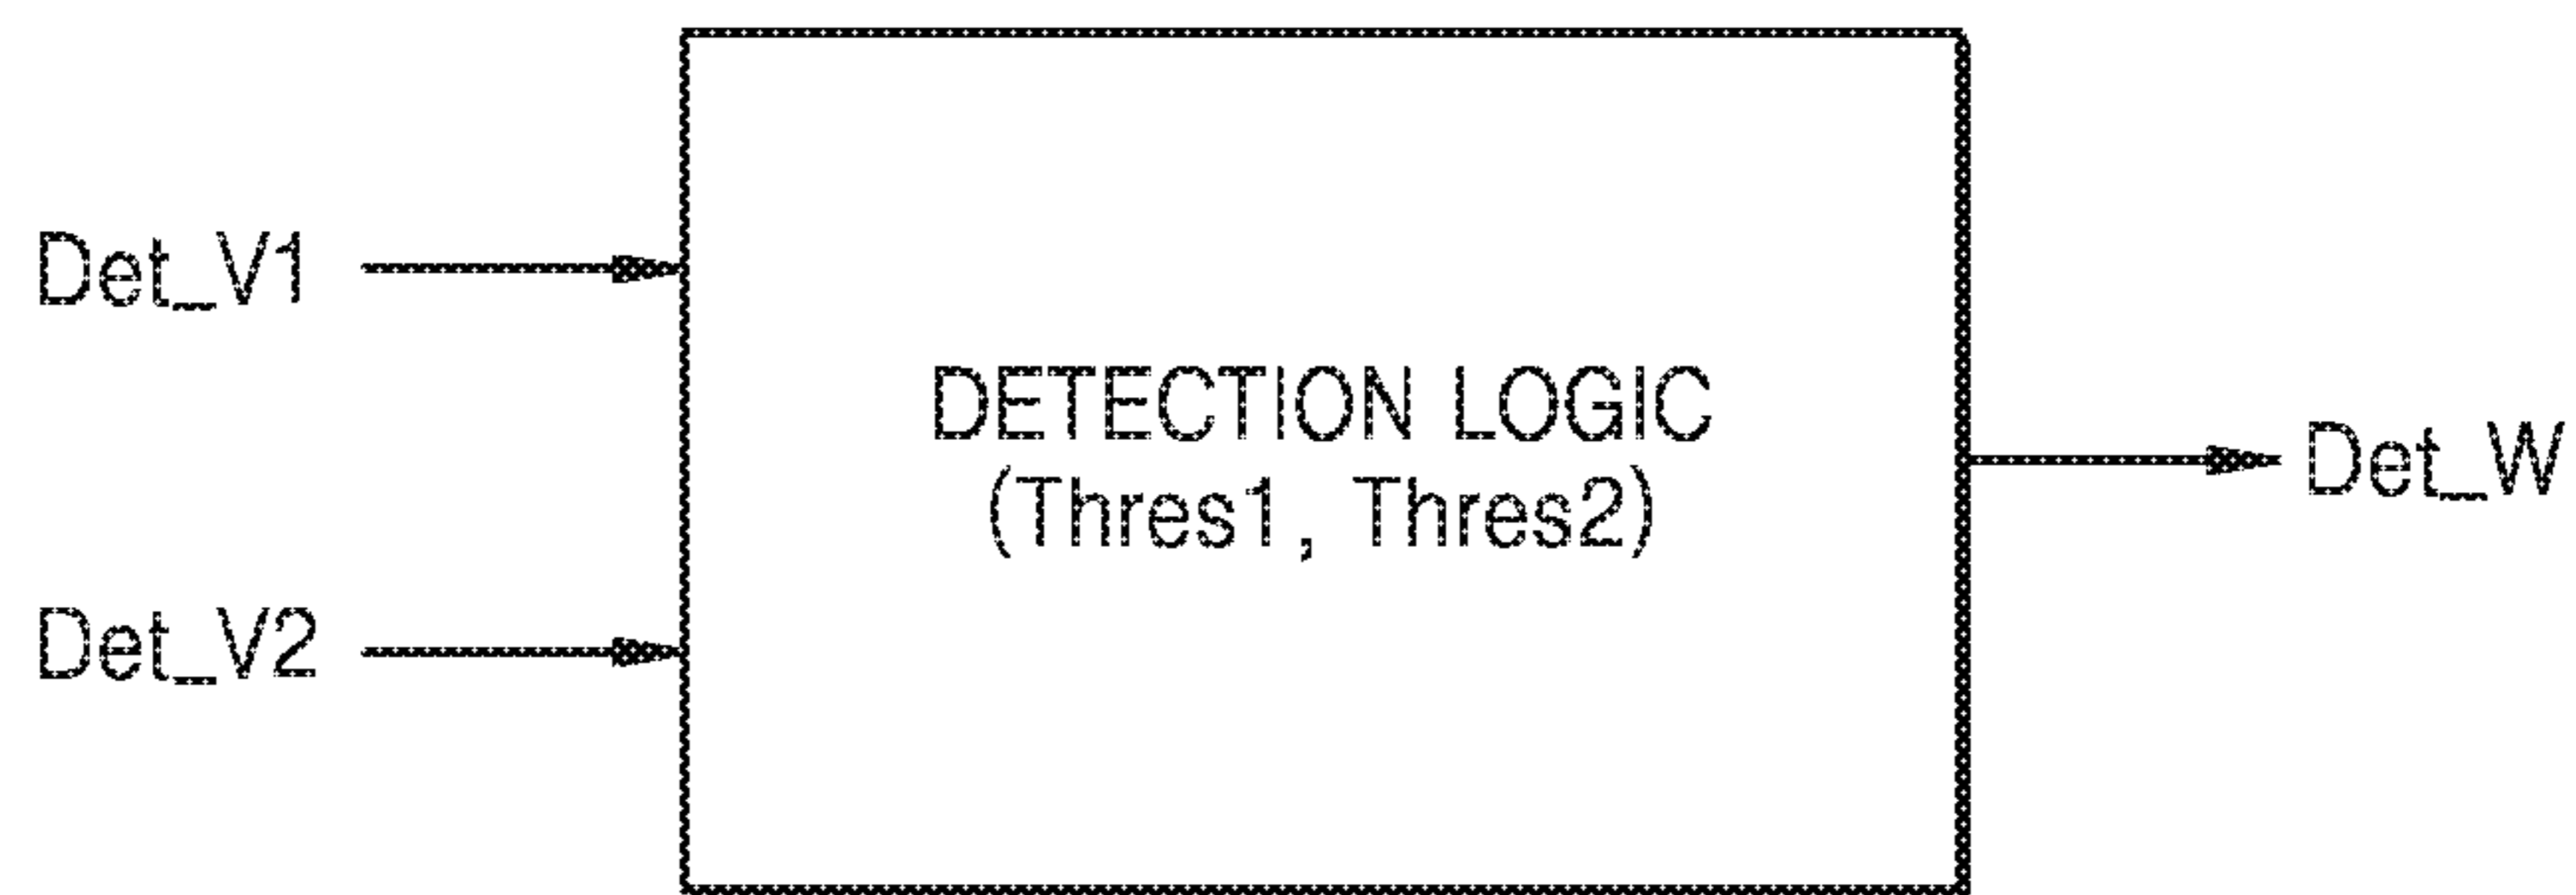 Det_V1
DETECTION LOGIC
(Thres1, Thres2)
Det_W
Det_V2